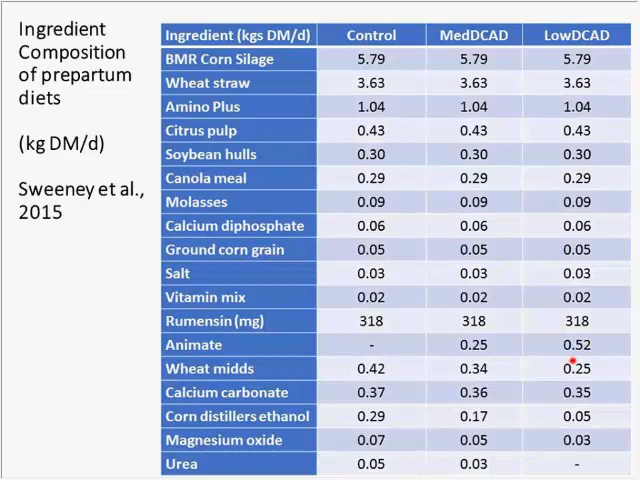 Ingredient
Composition
of prepartum
diets
(kg DM/d)
Sweeney et al.,
2015
Ingredient (kgs DM/d) Control MedDCAD LowDCAD
BMR Corn Silage 5.79 5.79 5.79
Wheat straw 3.63 3.63 3.63
Amino Plus 1.04 1.04 1.04
Citrus pulp 0.43 0.43 0.43
Soybean hulls 0.30 0.30 0.30
Canola meal 0.29 0.29 0.29
Molasses 0.09 0.09 0.09
Calcium diphosphate 0.06 0.06 0.06
Ground corn grain 0.05 0.05 0.05
Salt 0.03 0.03 0.03
Vitamin mix 0.02 0.02 0.02
Rumensin (mg) 318 318 318
Animate - 0.25 0.52
Wheat midds 0.42 0.34 0.25
Calcium carbonate 0.37 0.36 0.35
Corn distillers ethanol 0.29 0.17 0.05
Magnesium oxide 0.07 0.05 0.03
Urea 0.05 0.03 -